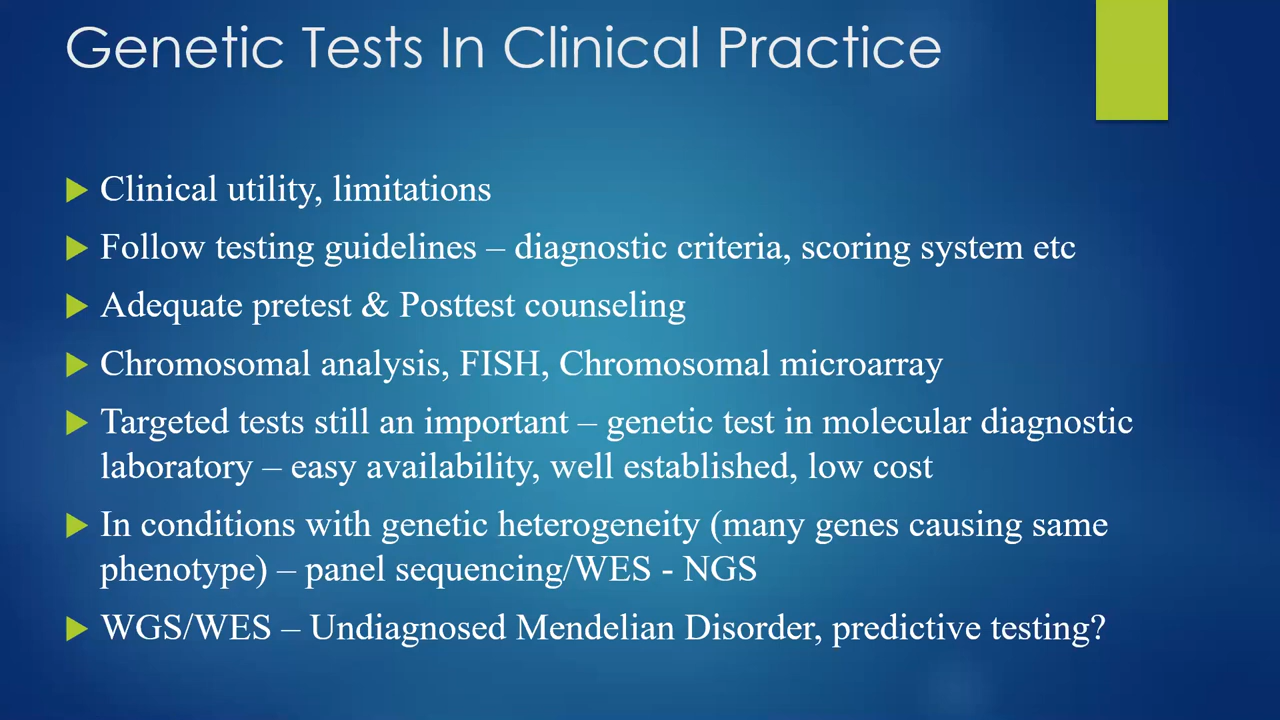 Genetic Tests In Clinical Practice
Clinical utility, limitations
Follow testing guidelines – diagnostic criteria, scoring system etc
Adequate pretest & Posttest counseling
Chromosomal analysis, FISH, Chromosomal microarray
Targeted tests still an important – genetic test in molecular diagnostic
laboratory – easy availability, well established, low cost
In conditions with genetic heterogeneity (many genes causing same
phenotype) – panel sequencing/WES - NGS
WGS/WES – Undiagnosed Mendelian Disorder, predictive testing?